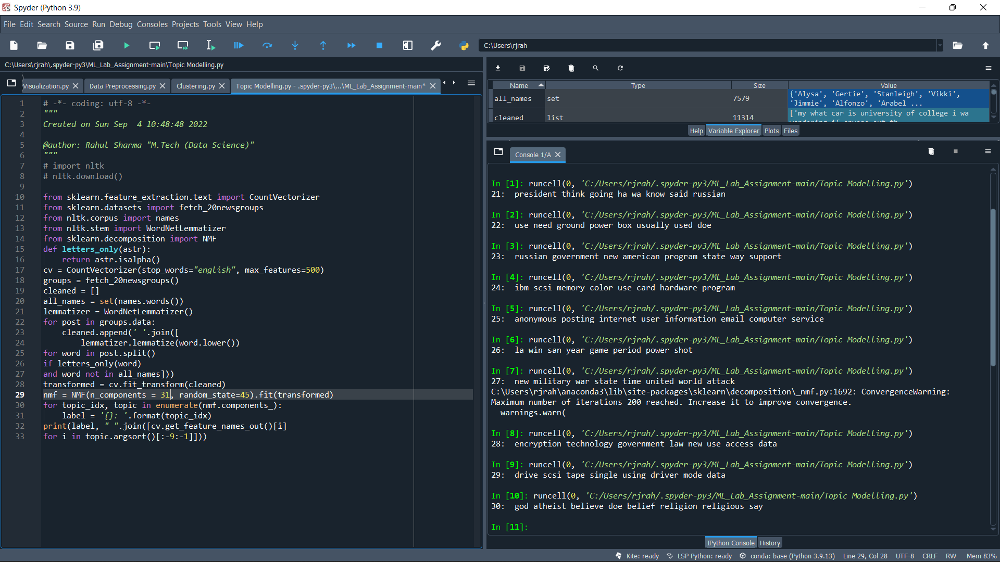 Spyder (Python 3.9)
File Edit Search Source Run Debug Consoles Projects Tools View Help
C:\Users\rjrah
C:\Users\rjrah\.spyder-py3\ML_Lab_Assignment-main\Topic Modelling.py
Visualization.py Data Preprocessing.py Clustering.py Topic Modelling.py - .spyder-py3\...\ML_Lab_Assignment-main*
1 # -*- coding: utf-8 -*-
2 """
3 Created on Sun Sep  4 10:48:48 2022
4
5 @author: Rahul Sharma "M.Tech (Data Science)"
6 """
7 # import nltk
8 # nltk.download()
9
10 from sklearn.feature_extraction.text import CountVectorizer
11 from sklearn.datasets import fetch_20newsgroups
12 from nltk.corpus import names
13 from nltk.stem import WordNetLemmatizer
14 from sklearn.decomposition import NMF
15 def letters_only(astr):
16     return astr.isalpha()
17 cv = CountVectorizer(stop_words="english", max_features=500)
18 groups = fetch_20newsgroups()
19 cleaned = []
20 all_names = set(names.words())
21 lemmatizer = WordNetLemmatizer()
22 for post in groups.data:
23     cleaned.append(' '.join([
24         lemmatizer.lemmatize(word.lower())
25 for word in post.split()
26 if letters_only(word)
27 and word not in all_names]))
28 transformed = cv.fit_transform(cleaned)
29 nmf = NMF(n_components = 31, random_state=45).fit(transformed)
30 for topic_idx, topic in enumerate(nmf.components_):
31     label = '{}: '.format(topic_idx)
32 print(label, " ".join([cv.get_feature_names_out()[i]
33 for i in topic.argsort()[:-9:-1]]))
Name Type Size Value
all_names set 7579 {'Alysa', 'Gertie', 'Stanleigh', 'Vikki',
'Jimmie', 'Alfonzo', 'Arabel ...
cleaned list 11314 ['my what car is university of college i wa
Help Variable Explorer Plots Files
Console 1/A
In [1]: runcell(0, 'C:/Users/rjrah/.spyder-py3/ML_Lab_Assignment-main/Topic Modelling.py')
21:  president think going ha wa know said russian
In [2]: runcell(0, 'C:/Users/rjrah/.spyder-py3/ML_Lab_Assignment-main/Topic Modelling.py')
22:  use need ground power box usually used doe
In [3]: runcell(0, 'C:/Users/rjrah/.spyder-py3/ML_Lab_Assignment-main/Topic Modelling.py')
23:  russian government new american program state way support
In [4]: runcell(0, 'C:/Users/rjrah/.spyder-py3/ML_Lab_Assignment-main/Topic Modelling.py')
24:  ibm scsi memory color use card hardware program
In [5]: runcell(0, 'C:/Users/rjrah/.spyder-py3/ML_Lab_Assignment-main/Topic Modelling.py')
25:  anonymous posting internet user information email computer service
In [6]: runcell(0, 'C:/Users/rjrah/.spyder-py3/ML_Lab_Assignment-main/Topic Modelling.py')
26:  la win san year game period power shot
In [7]: runcell(0, 'C:/Users/rjrah/.spyder-py3/ML_Lab_Assignment-main/Topic Modelling.py')
27:  new military war state time united world attack
C:\Users\rjrah\anaconda3\lib\site-packages\sklearn\decomposition\_nmf.py:1692: ConvergenceWarning:
Maximum number of iterations 200 reached. Increase it to improve convergence.
  warnings.warn(
In [8]: runcell(0, 'C:/Users/rjrah/.spyder-py3/ML_Lab_Assignment-main/Topic Modelling.py')
28:  encryption technology government law new use access data
In [9]: runcell(0, 'C:/Users/rjrah/.spyder-py3/ML_Lab_Assignment-main/Topic Modelling.py')
29:  drive scsi tape single using driver mode data
In [10]: runcell(0, 'C:/Users/rjrah/.spyder-py3/ML_Lab_Assignment-main/Topic Modelling.py')
30:  god atheist believe doe belief religion religious say
In [11]:
IPython Console History
Kite: ready LSP Python: ready conda: base (Python 3.9.13) Line 29, Col 28 UTF-8 CRLF RW Mem 83%